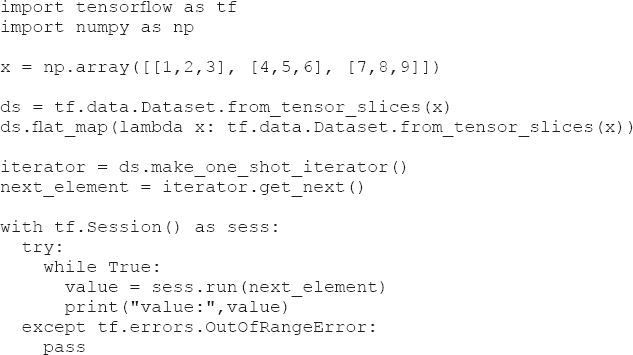 import tensorflow as tf
import numpy as np
x = np.array([[1,2,3], [4,5,6], [7,8,9]])
ds = tf.data.Dataset.from_tensor_slices(x)
ds.flat_map(lambda x: tf.data.Dataset.from_tensor_slices(x))
iterator = ds.make_one_shot_iterator()
next_element = iterator.get_next()
with tf.Session() as sess:
  try:
    while True:
      value = sess.run(next_element)
      print("value:",value)
  except tf.errors.OutOfRangeError:
    pass